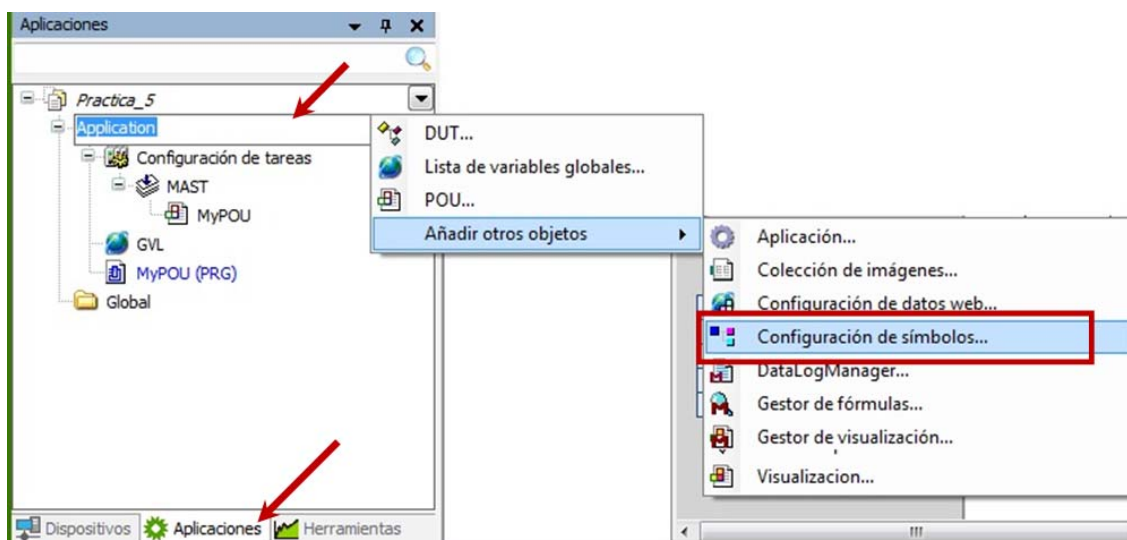 Aplicaciones
Practica_5
Application
Configuración de tareas
MAST
MyPOU
GVL
MyPOU (PRG)
Global
DUT...
Lista de variables globales...
POU...
Añadir otros objetos
Aplicación...
Colección de imágenes...
Configuración de datos web...
Configuración de símbolos...
DataLogManager...
Gestor de fórmulas...
Gestor de visualización...
Visualizacion...
Dispositivos Aplicaciones Herramientas